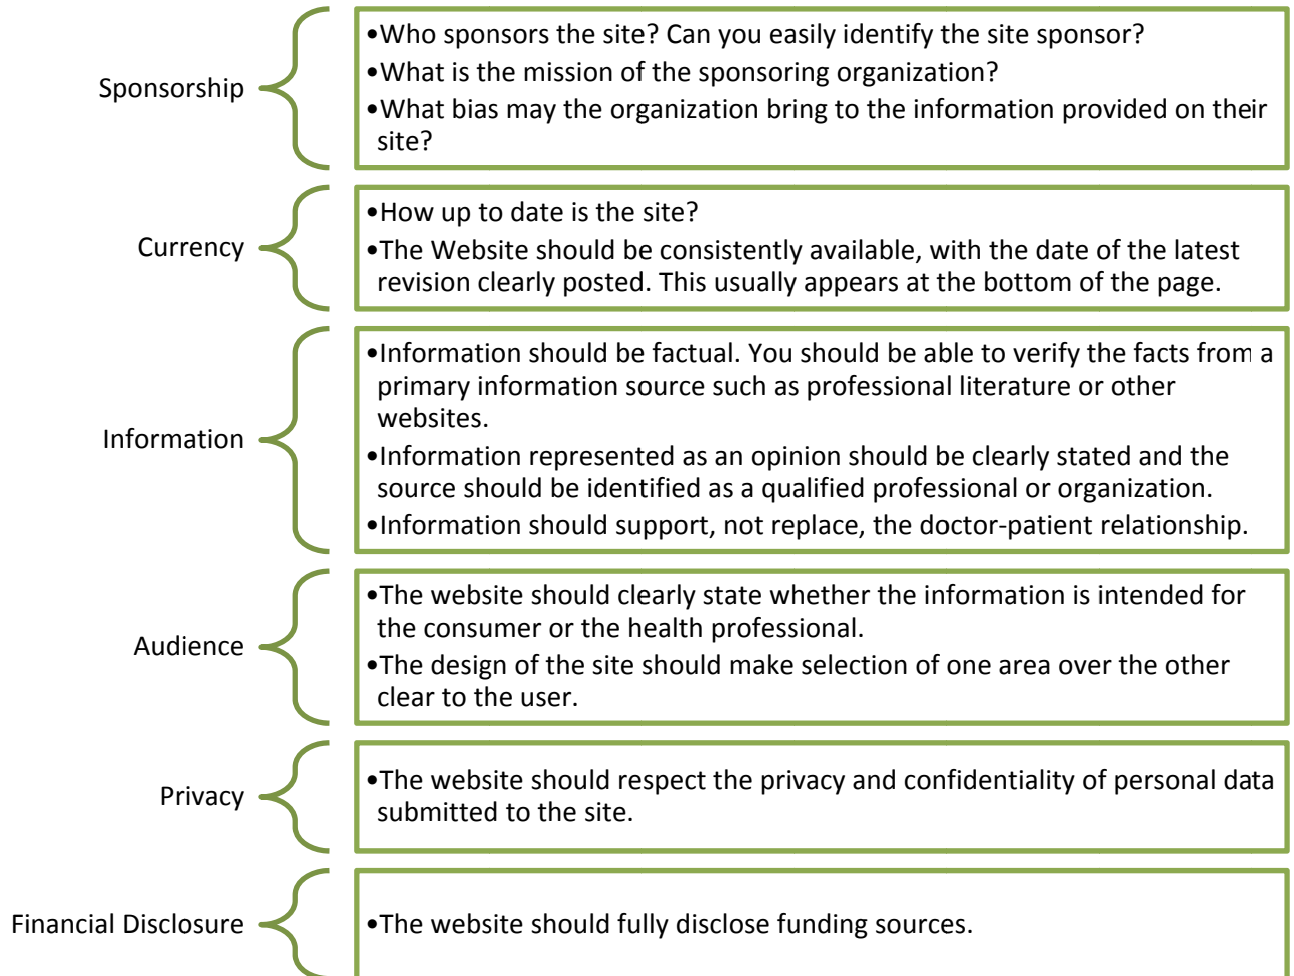 Sponsorship
•Who sponsors the site? Can you easily identify the site sponsor?
•What is the mission of the sponsoring organization?
•What bias may the organization bring to the information provided on their
site?
Currency
•How up to date is the site?
•The Website should be consistently available, with the date of the latest
revision clearly posted. This usually appears at the bottom of the page.
Information
•Information should be factual. You should be able to verify the facts from a
primary information source such as professional literature or other
websites.
•Information represented as an opinion should be clearly stated and the
source should be identified as a qualified professional or organization.
•Information should support, not replace, the doctor-patient relationship.
Audience
•The website should clearly state whether the information is intended for
the consumer or the health professional.
•The design of the site should make selection of one area over the other
clear to the user.
Privacy
•The website should respect the privacy and confidentiality of personal data
submitted to the site.
Financial Disclosure
•The website should fully disclose funding sources.